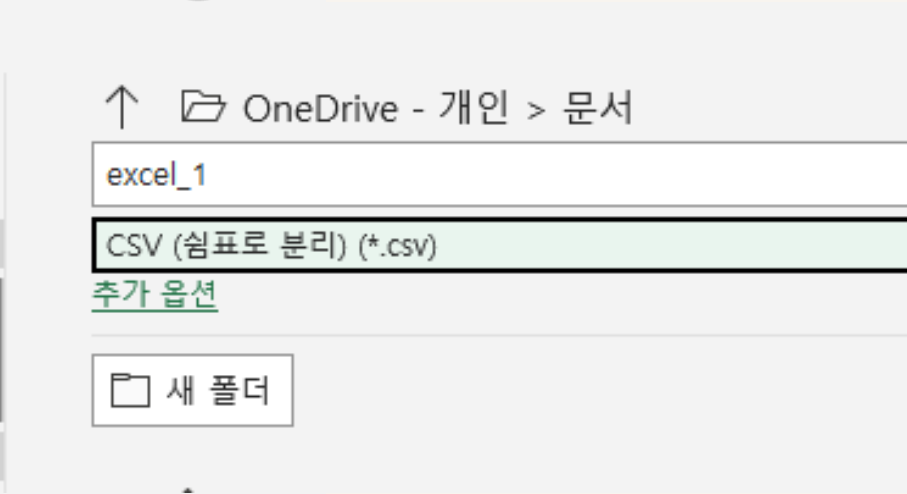 OneDrive - 개인 > 문서
excel_1
CSV (쉼표로 분리) (*.csv)
추가 옵션
새 폴더